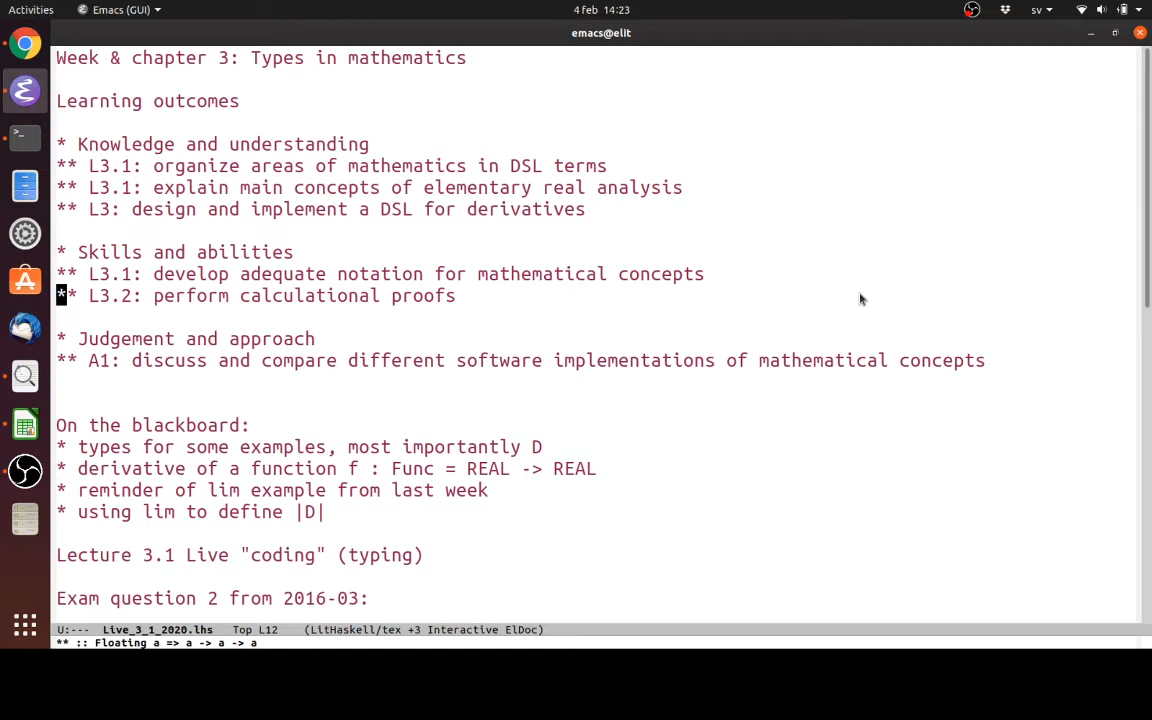 Activities
Emacs (GUI)
4 feb 14:23
sv
emacs@elit
Week & chapter 3: Types in mathematics
Learning outcomes
* Knowledge and understanding
** L3.1: organize areas of mathematics in DSL terms
** L3.1: explain main concepts of elementary real analysis
** L3: design and implement a DSL for derivatives
* Skills and abilities
** L3.1: develop adequate notation for mathematical concepts
** L3.2: perform calculational proofs
* Judgement and approach
** A1: discuss and compare different software implementations of mathematical concepts
On the blackboard:
* types for some examples, most importantly D
* derivative of a function f : Func = REAL -> REAL
* reminder of lim example from last week
* using lim to define |D|
Lecture 3.1 Live "coding" (typing)
Exam question 2 from 2016-03:
U:--- Live_3_1_2020.lhs Top L12 (LitHaskell/tex +3 Interactive ElDoc)
** :: Floating a => a -> a -> a